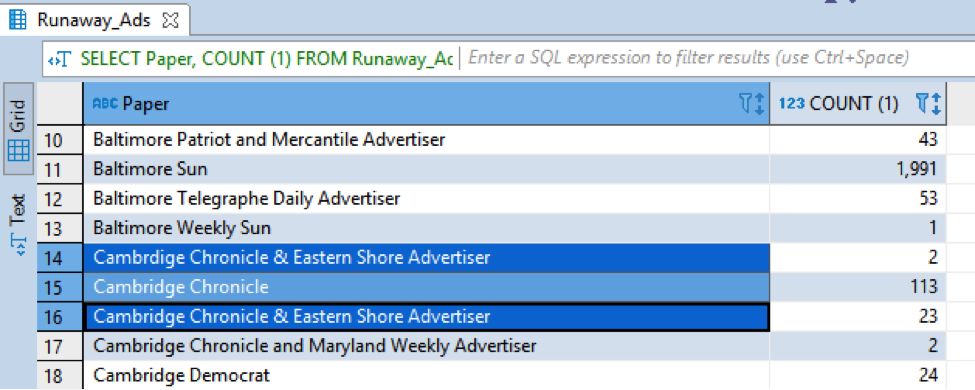 Runaway_Ads
SELECT Paper, COUNT (1) FROM Runaway_Ac Enter a SQL expression to filter results (use Ctrl+Space)
Grid
Text
ABC Paper 123 COUNT (1)
10 Baltimore Patriot and Mercantile Advertiser 43
11 Baltimore Sun 1,991
12 Baltimore Telegraphe Daily Advertiser 53
13 Baltimore Weekly Sun 1
14 Cambrdige Chronicle & Eastern Shore Advertiser 2
15 Cambridge Chronicle 113
16 Cambridge Chronicle & Eastern Shore Advertiser 23
17 Cambridge Chronicle and Maryland Weekly Advertiser 2
18 Cambridge Democrat 24